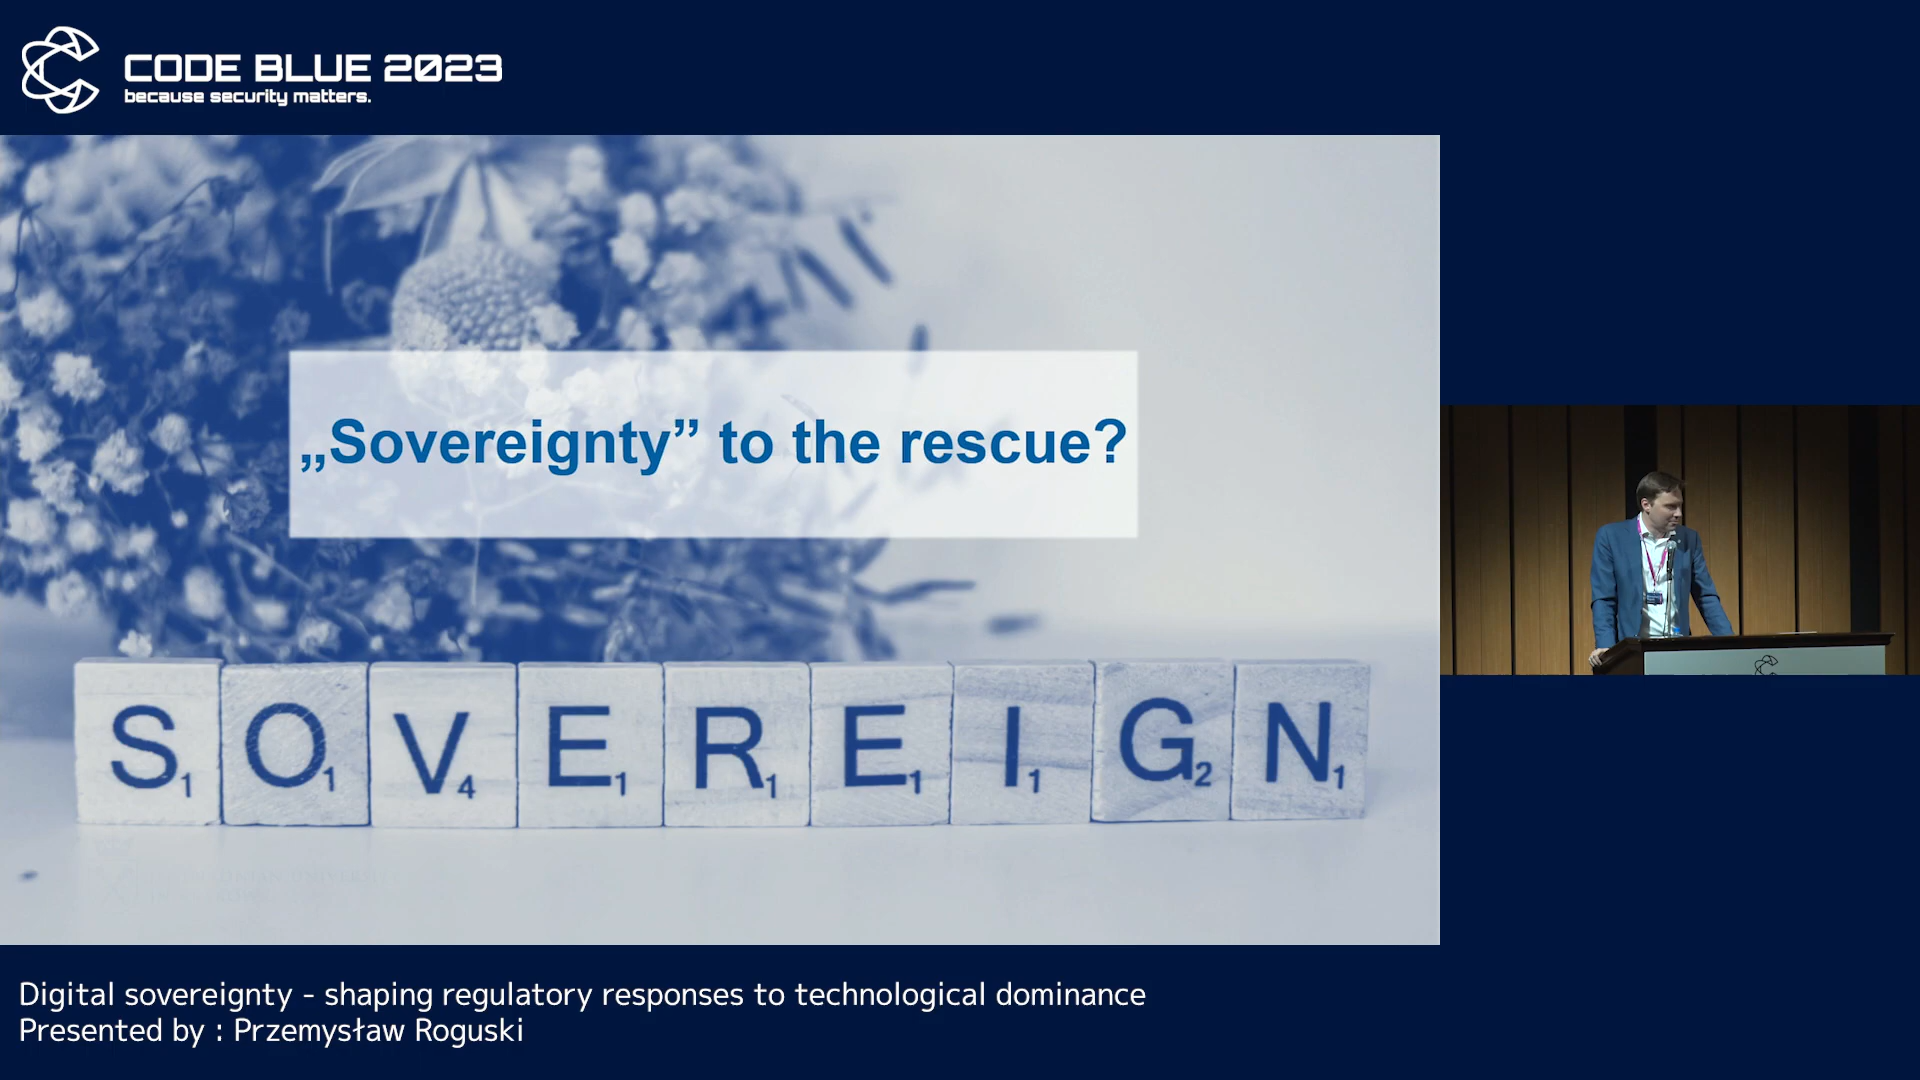 CODE BLUE 2023
because security matters.
„Sovereignty” to the rescue?
S1 O1 V4 E1 R1 E1 I1 G2 N1
Digital sovereignty - shaping regulatory responses to technological dominance
Presented by : Przemysław Roguski